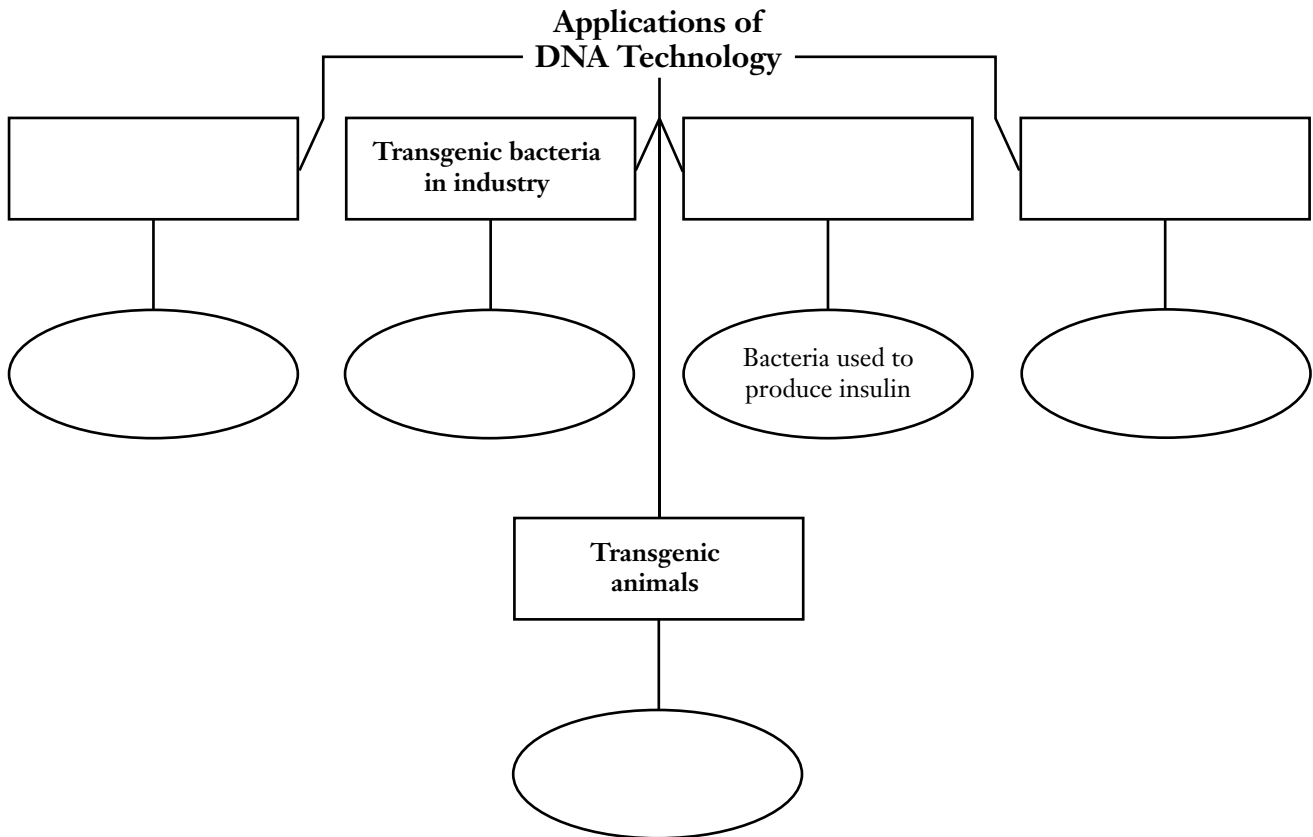 Applications of
DNA Technology
Transgenic bacteria
in industry
Bacteria used to
produce insulin
Transgenic
animals